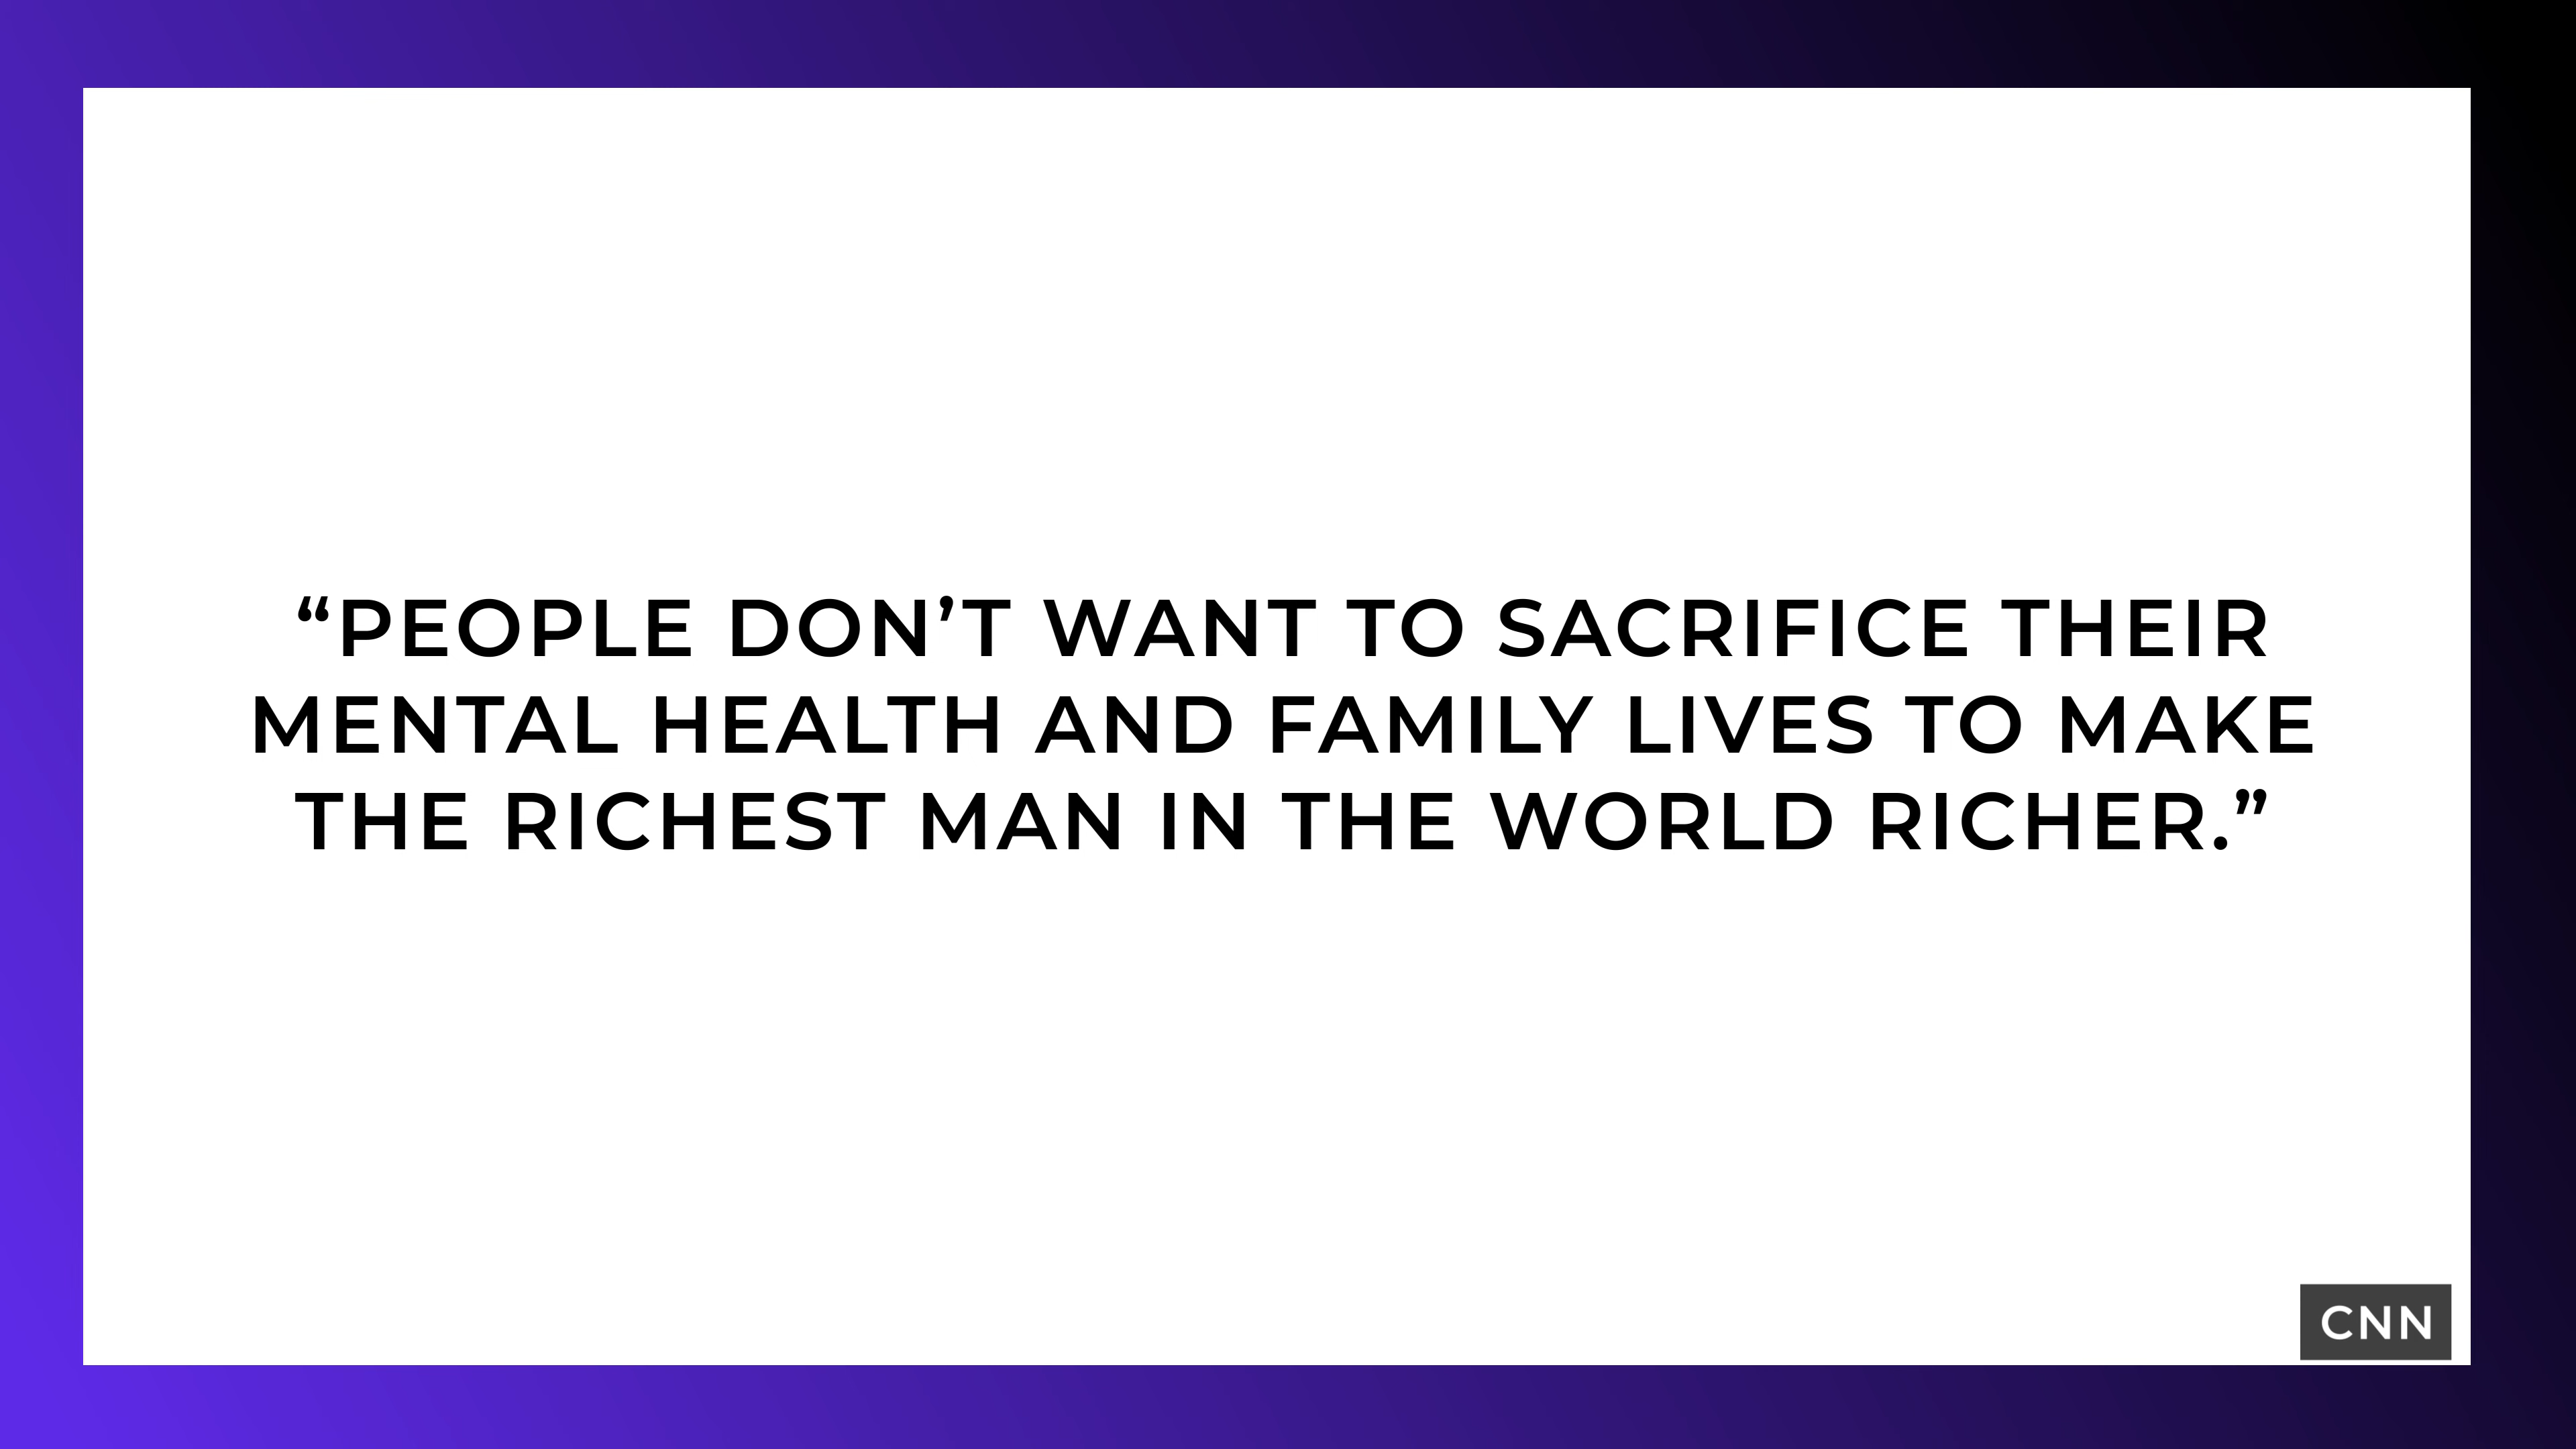 “PEOPLE DON’T WANT TO SACRIFICE THEIR
MENTAL HEALTH AND FAMILY LIVES TO MAKE
THE RICHEST MAN IN THE WORLD RICHER.”
CNN